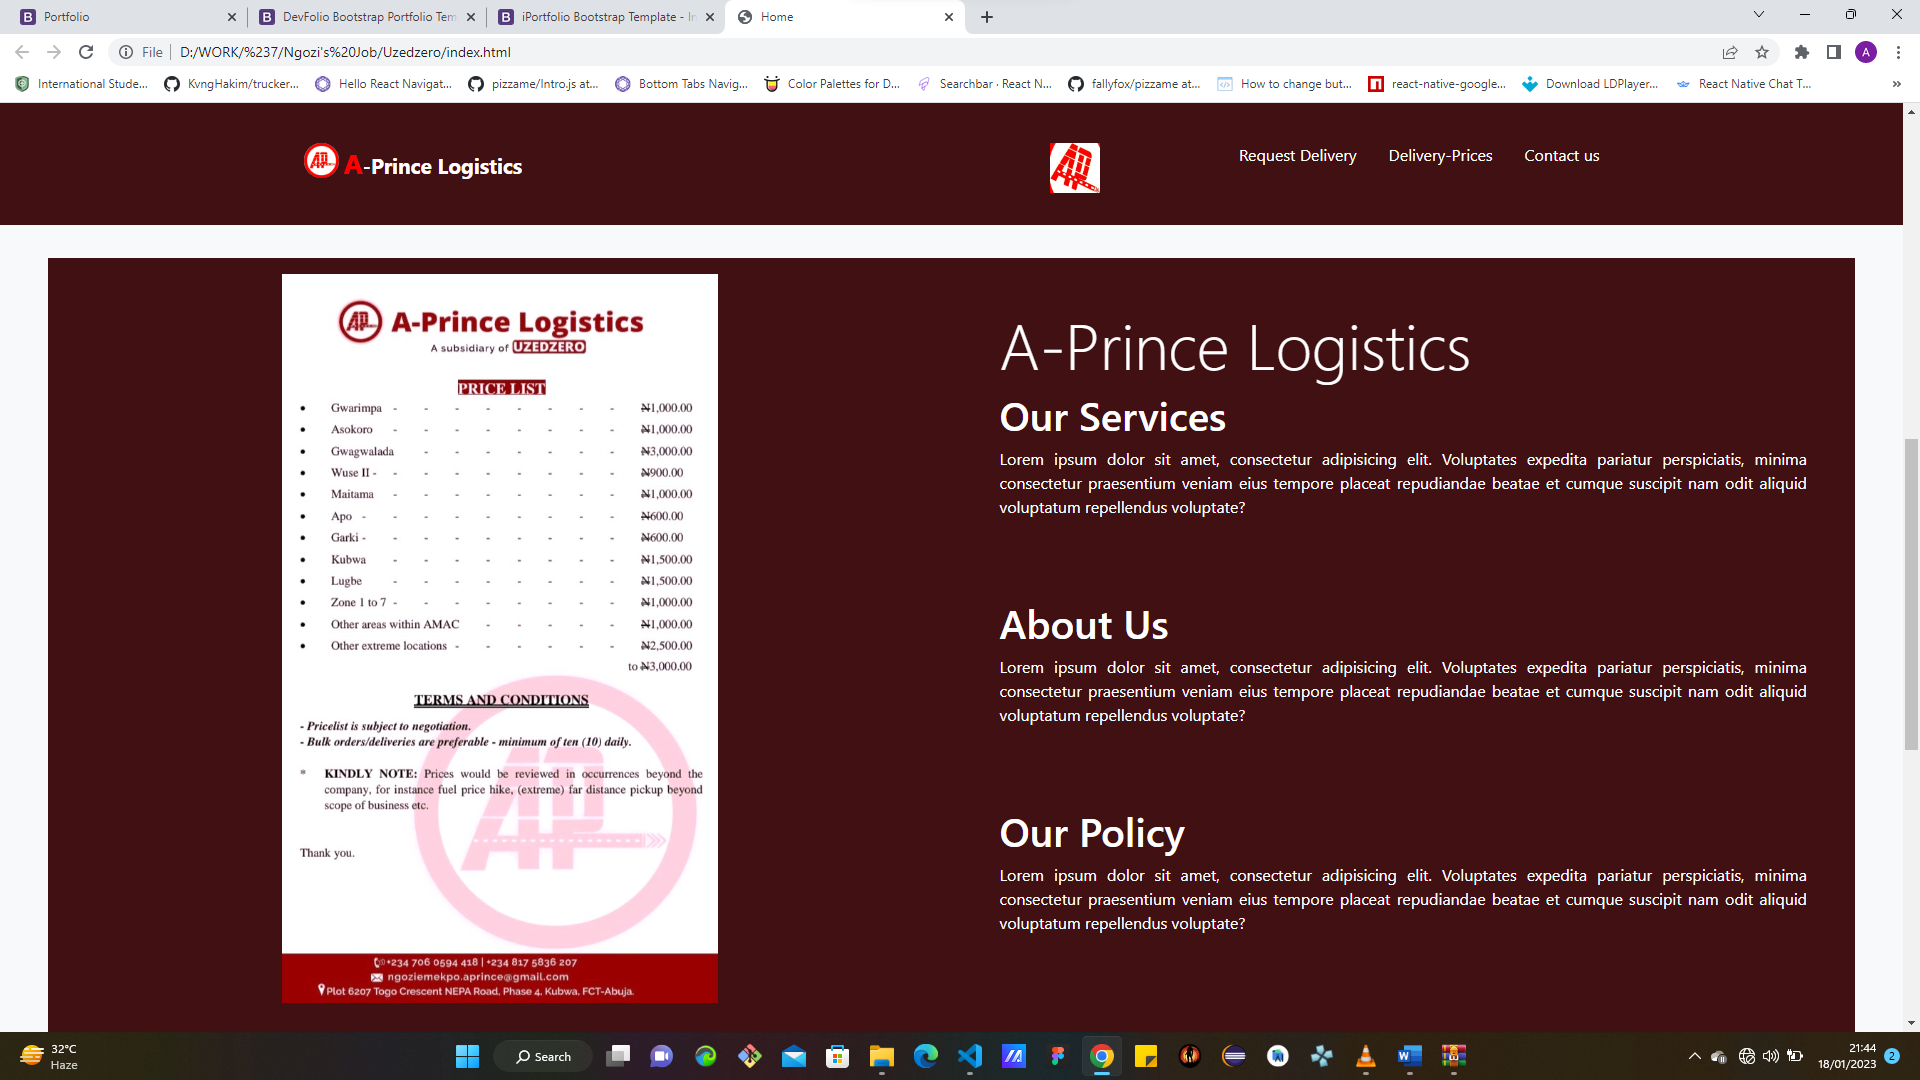 Portfolio
DevFolio Bootstrap Portfolio Tem
iPortfolio Bootstrap Template - In
Home
File
D:/WORK/%237/Ngozi's%20Job/Uzedzero/index.html
A
International Stude...
KvngHakim/trucker...
Hello React Navigat...
pizzame/Intro.js at...
Bottom Tabs Navig...
Color Palettes for D...
Searchbar · React N...
fallyfox/pizzame at...
How to change but...
react-native-google...
Download LDPlayer...
React Native Chat T...
»
A-Prince Logistics
Request Delivery
Delivery-Prices
Contact us
A-Prince Logistics
A subsidiary of UZEDZERO
PRICE LIST
• Gwarimpa - - - - - - - - ₦1,000.00
• Asokoro - - - - - - - - ₦1,000.00
• Gwagwalada - - - - - - - ₦3,000.00
• Wuse II - - - - - - - - - ₦900.00
• Maitama - - - - - - - - ₦1,000.00
• Apo - - - - - - - - - ₦600.00
• Garki - - - - - - - - - ₦600.00
• Kubwa - - - - - - - - ₦1,500.00
• Lugbe - - - - - - - - ₦1,500.00
• Zone 1 to 7 - - - - - - - - ₦1,000.00
• Other areas within AMAC - - - - - ₦1,000.00
• Other extreme locations - - - - - - ₦2,500.00
to ₦3,000.00
TERMS AND CONDITIONS
- Pricelist is subject to negotiation.
- Bulk orders/deliveries are preferable - minimum of ten (10) daily.
* KINDLY NOTE: Prices would be reviewed in occurrences beyond the
company, for instance fuel price hike, (extreme) far distance pickup beyond
scope of business etc.
Thank you.
+234 706 0594 418 | +234 817 5836 207
ngoziemekpo.aprince@gmail.com
Plot 6207 Togo Crescent NEPA Road, Phase 4, Kubwa, FCT-Abuja.
A-Prince Logistics
Our Services
Lorem ipsum dolor sit amet, consectetur adipisicing elit. Voluptates expedita pariatur perspiciatis, minima
consectetur praesentium veniam eius tempore placeat repudiandae beatae et cumque suscipit nam odit aliquid
voluptatum repellendus voluptate?
About Us
Lorem ipsum dolor sit amet, consectetur adipisicing elit. Voluptates expedita pariatur perspiciatis, minima
consectetur praesentium veniam eius tempore placeat repudiandae beatae et cumque suscipit nam odit aliquid
voluptatum repellendus voluptate?
Our Policy
Lorem ipsum dolor sit amet, consectetur adipisicing elit. Voluptates expedita pariatur perspiciatis, minima
consectetur praesentium veniam eius tempore placeat repudiandae beatae et cumque suscipit nam odit aliquid
voluptatum repellendus voluptate?
32°C
Haze
Search
21:44
18/01/2023
2